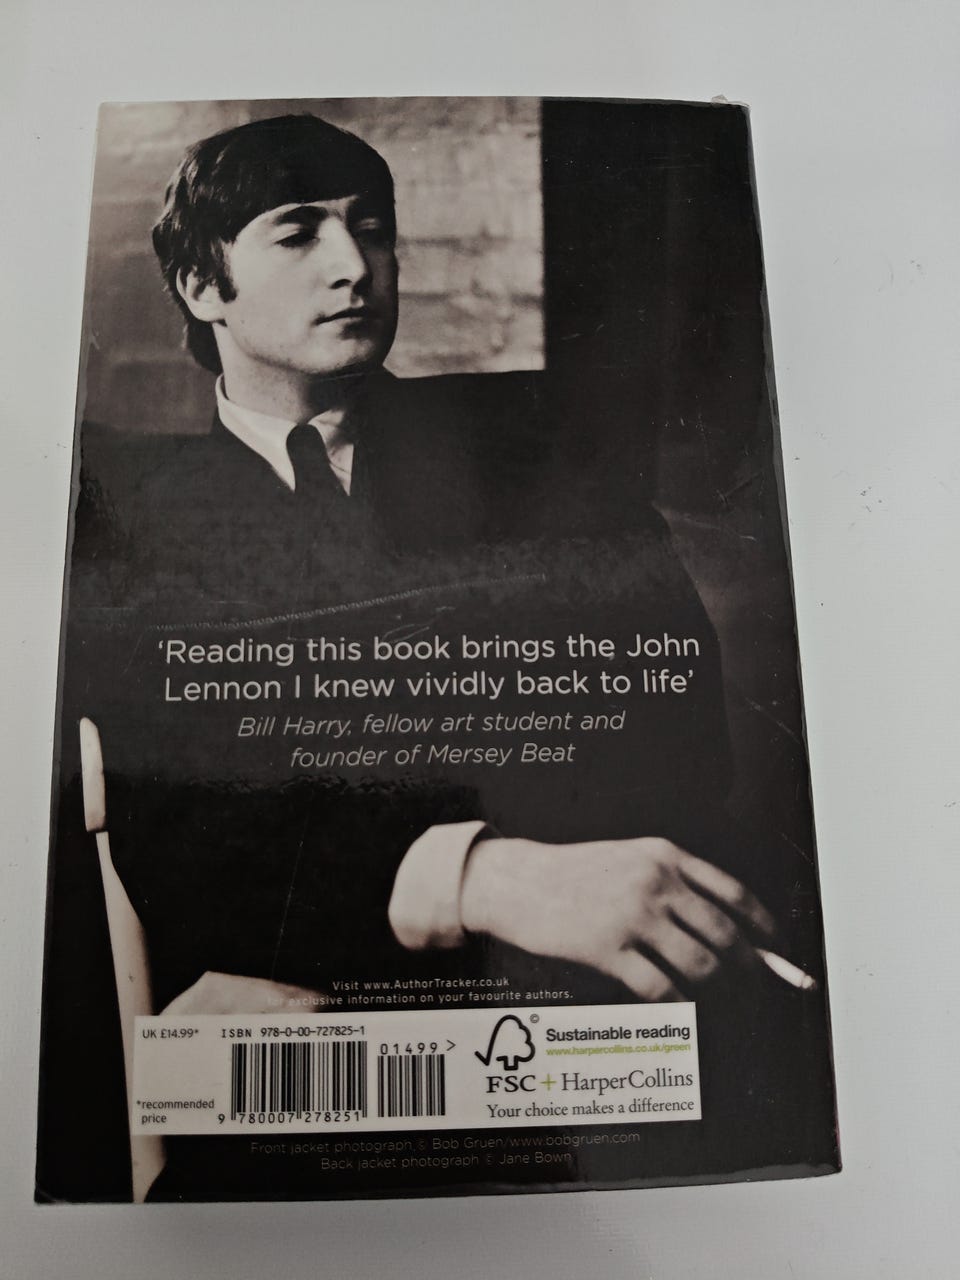 ‘Reading this book brings the John
Lennon I knew vividly back to life’
Bill Harry, fellow art student and
founder of Mersey Beat
Visit www.AuthorTracker.co.uk
for exclusive information on your favourite authors.
UK £14.99*
ISBN 978-0-00-727825-1
01499 >
*recommended
price
9 780007 278251
©
Sustainable reading
www.harpercollins.co.uk/green
FSC + HarperCollins
Your choice makes a difference
Front jacket photograph © Bob Gruen/www.bobgruen.com
Back jacket photograph © Jane Bown